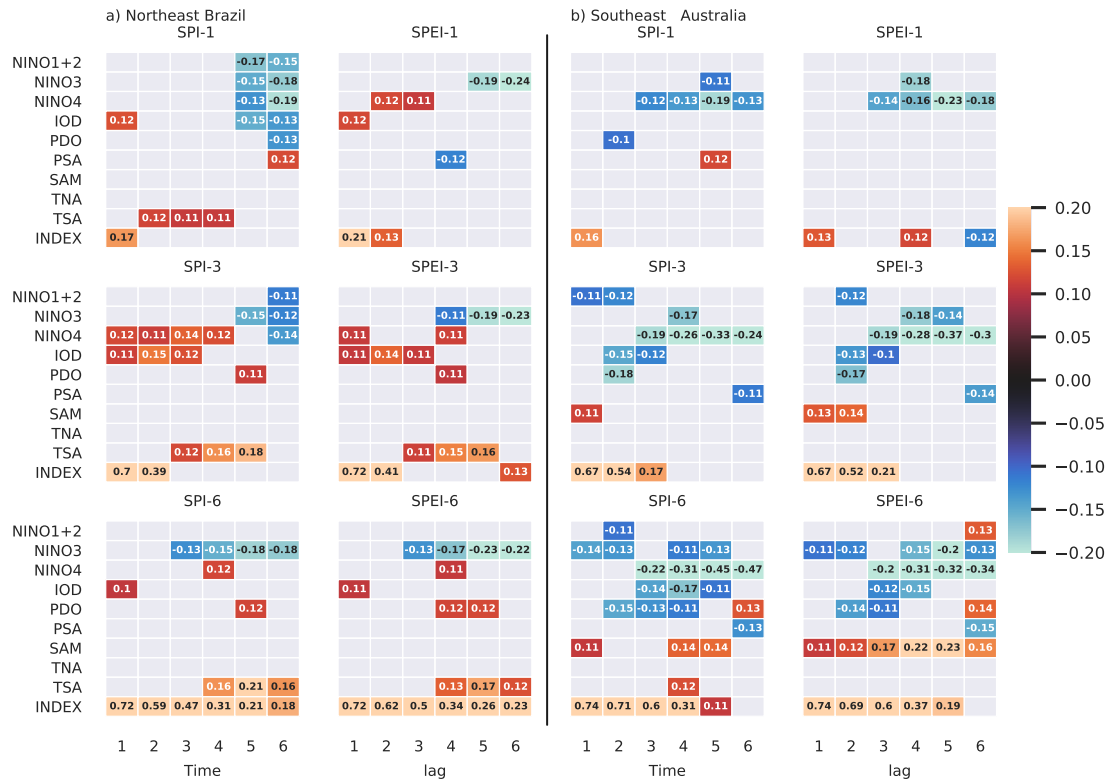 a) Northeast Brazil b) Southeast Australia
SPI-1 SPEI-1 SPI-1 SPEI-1
NINO1+2 -0.17 -0.15
NINO3 -0.15 -0.18 -0.19 -0.24 -0.11 -0.18
NINO4 -0.13 -0.19 0.12 0.11 -0.12 -0.13 -0.19 -0.13 -0.14 -0.16 -0.23 -0.18
IOD 0.12 -0.15 -0.13 0.12
PDO -0.13 -0.1
PSA 0.12 -0.12 0.12
SAM
TNA
TSA 0.12 0.11 0.11
INDEX 0.17 0.21 0.13 0.16 0.13 0.12 -0.12
SPI-3 SPEI-3 SPI-3 SPEI-3
NINO1+2 -0.11 -0.11 -0.12 -0.12
NINO3 -0.15 -0.12 -0.11 -0.19 -0.23 -0.17 -0.18 -0.14
NINO4 0.12 0.11 0.14 0.12 -0.14 0.11 0.11 -0.19 -0.26 -0.33 -0.24 -0.19 -0.28 -0.37 -0.3
IOD 0.11 0.15 0.12 0.11 0.14 0.11 -0.15 -0.12 -0.13 -0.1
PDO 0.11 0.11 -0.18 -0.17
PSA -0.11 -0.14
SAM 0.11 0.13 0.14
TNA
TSA 0.12 0.16 0.18 0.11 0.15 0.16
INDEX 0.7 0.39 0.72 0.41 0.13 0.67 0.54 0.17 0.67 0.52 0.21
SPI-6 SPEI-6 SPI-6 SPEI-6
NINO1+2 -0.11 0.13
NINO3 -0.13 -0.15 -0.18 -0.18 -0.13 -0.17 -0.23 -0.22 -0.14 -0.13 -0.11 -0.13 -0.11 -0.12 -0.15 -0.2 -0.13
NINO4 0.12 0.11 -0.22 -0.31 -0.45 -0.47 -0.2 -0.31 -0.32 -0.34
IOD 0.1 0.11 -0.14 -0.17 -0.11 -0.12 -0.15
PDO 0.12 0.12 0.12 -0.15 -0.13 -0.11 0.13 -0.14 -0.11 0.14
PSA -0.13 -0.15
SAM 0.11 0.14 0.14 0.11 0.12 0.17 0.22 0.23 0.16
TNA
TSA 0.16 0.21 0.16 0.13 0.17 0.12 0.12
INDEX 0.72 0.59 0.47 0.31 0.21 0.18 0.72 0.62 0.5 0.34 0.26 0.23 0.74 0.71 0.6 0.31 0.11 0.74 0.69 0.6 0.37 0.19
1 2 3 4 5 6 1 2 3 4 5 6 1 2 3 4 5 6 1 2 3 4 5 6
Time lag Time lag
0.20
0.15
0.10
0.05
0.00
−0.05
−0.10
−0.15
−0.20